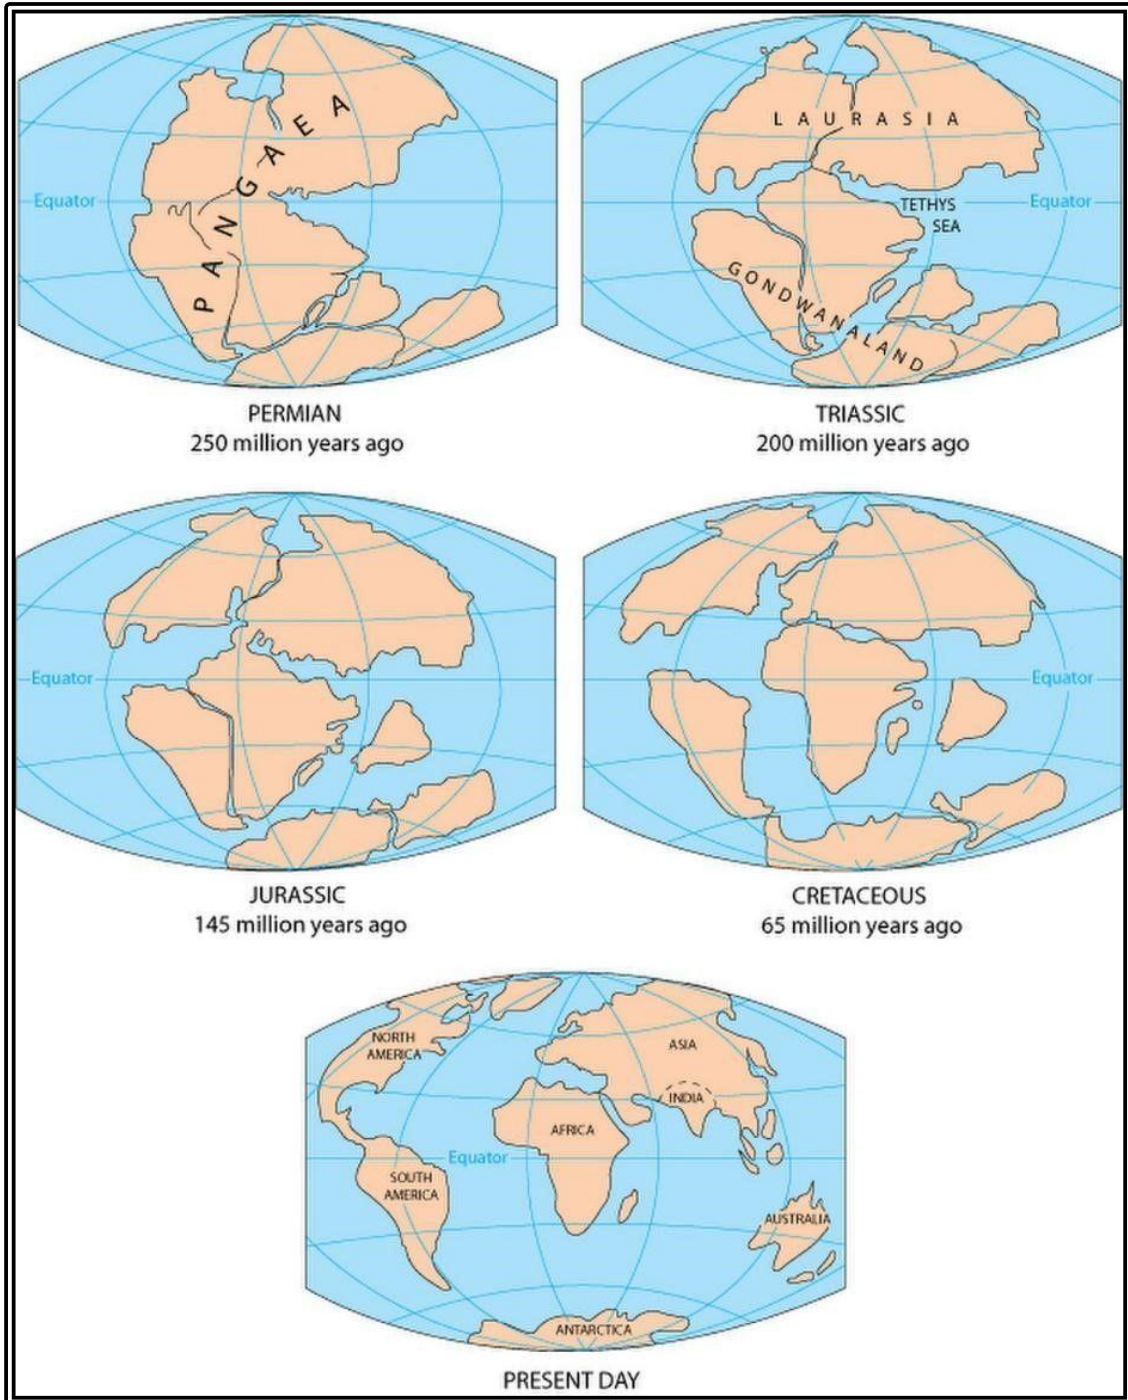 PANGAEA
Equator
PERMIAN
250 million years ago
LAURASIA
TETHYS
SEA
Equator
GONDWANALAND
TRIASSIC
200 million years ago
Equator
JURASSIC
145 million years ago
Equator
CRETACEOUS
65 million years ago
NORTH
AMERICA
ASIA
INDIA
AFRICA
Equator
SOUTH
AMERICA
AUSTRALIA
ANTARCTICA
PRESENT DAY